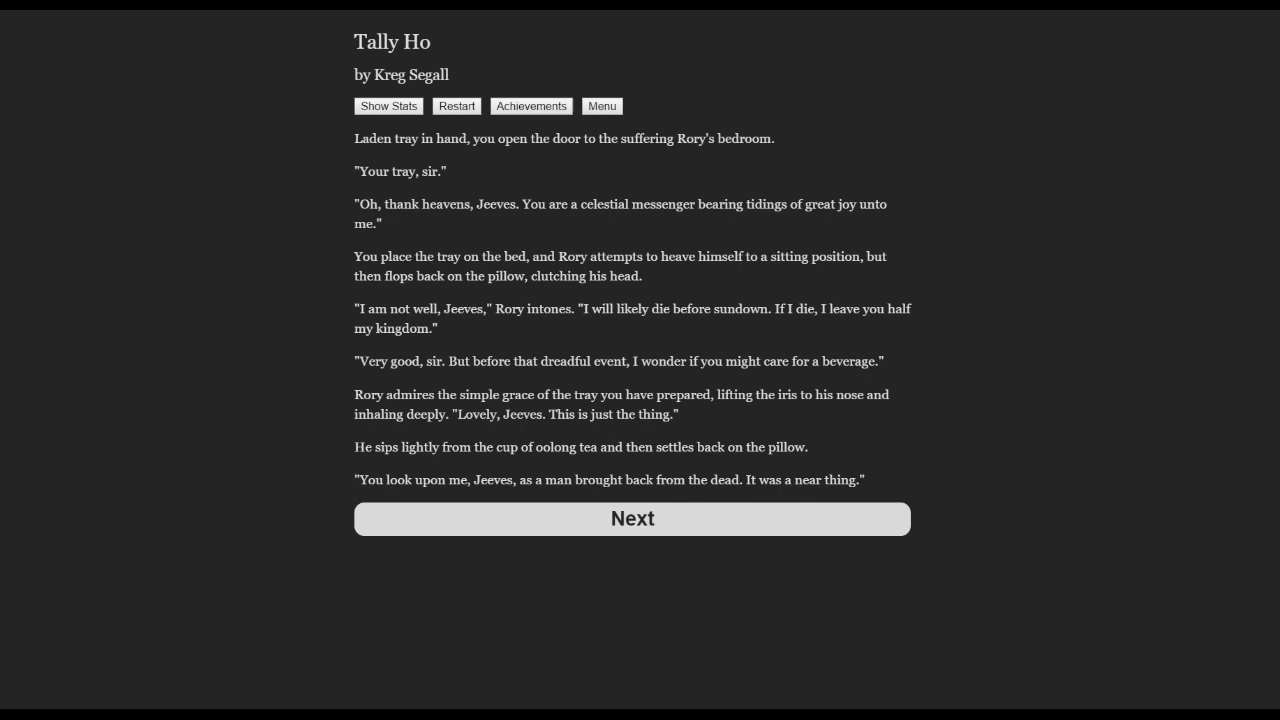 Tally Ho
by Kreg Segall
Show Stats Restart Achievements Menu
Laden tray in hand, you open the door to the suffering Rory's bedroom.
"Your tray, sir."
"Oh, thank heavens, Jeeves. You are a celestial messenger bearing tidings of great joy unto
me."
You place the tray on the bed, and Rory attempts to heave himself to a sitting position, but
then flops back on the pillow, clutching his head.
"I am not well, Jeeves," Rory intones. "I will likely die before sundown. If I die, I leave you half
my kingdom."
"Very good, sir. But before that dreadful event, I wonder if you might care for a beverage."
Rory admires the simple grace of the tray you have prepared, lifting the iris to his nose and
inhaling deeply. "Lovely, Jeeves. This is just the thing."
He sips lightly from the cup of oolong tea and then settles back on the pillow.
"You look upon me, Jeeves, as a man brought back from the dead. It was a near thing."
Next